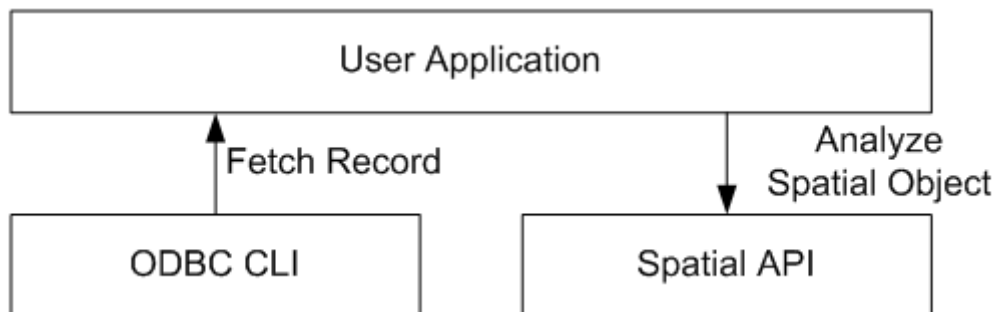 User Application
Fetch Record
Analyze
Spatial Object
ODBC CLI
Spatial API